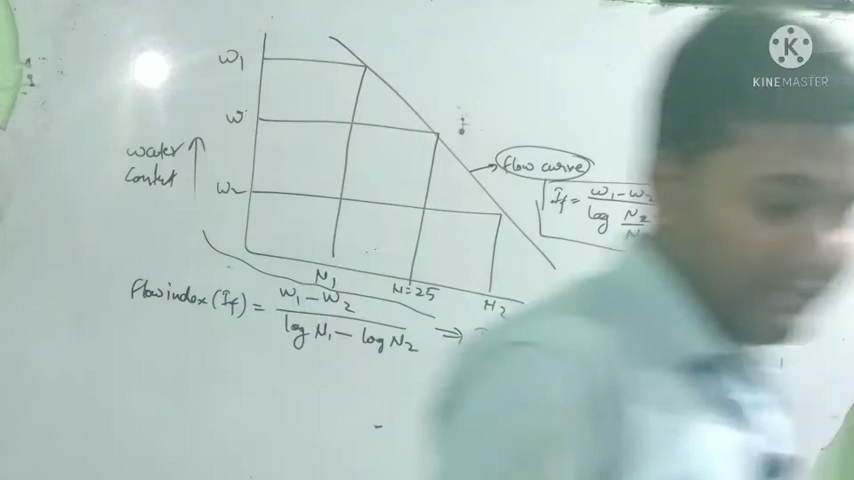 W1
W
water
Contet
W2
flow curve
If = W1 - W2
log N2
N1
N=25
N2
Flow index (If) = W1 - W2
log N1 - log N2 ⇒
K
KINEMASTER